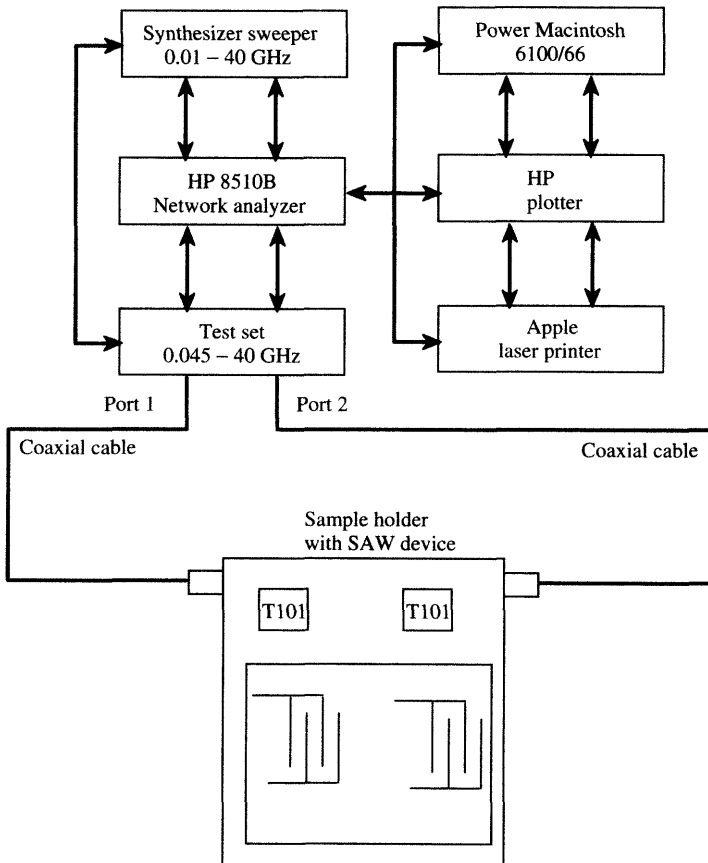 Synthesizer sweeper
0.01 – 40 GHz
Power Macintosh
6100/66
HP 8510B
Network analyzer
HP
plotter
Test set
0.045 – 40 GHz
Apple
laser printer
Port 1
Port 2
Coaxial cable
Coaxial cable
Sample holder
with SAW device
T101
T101